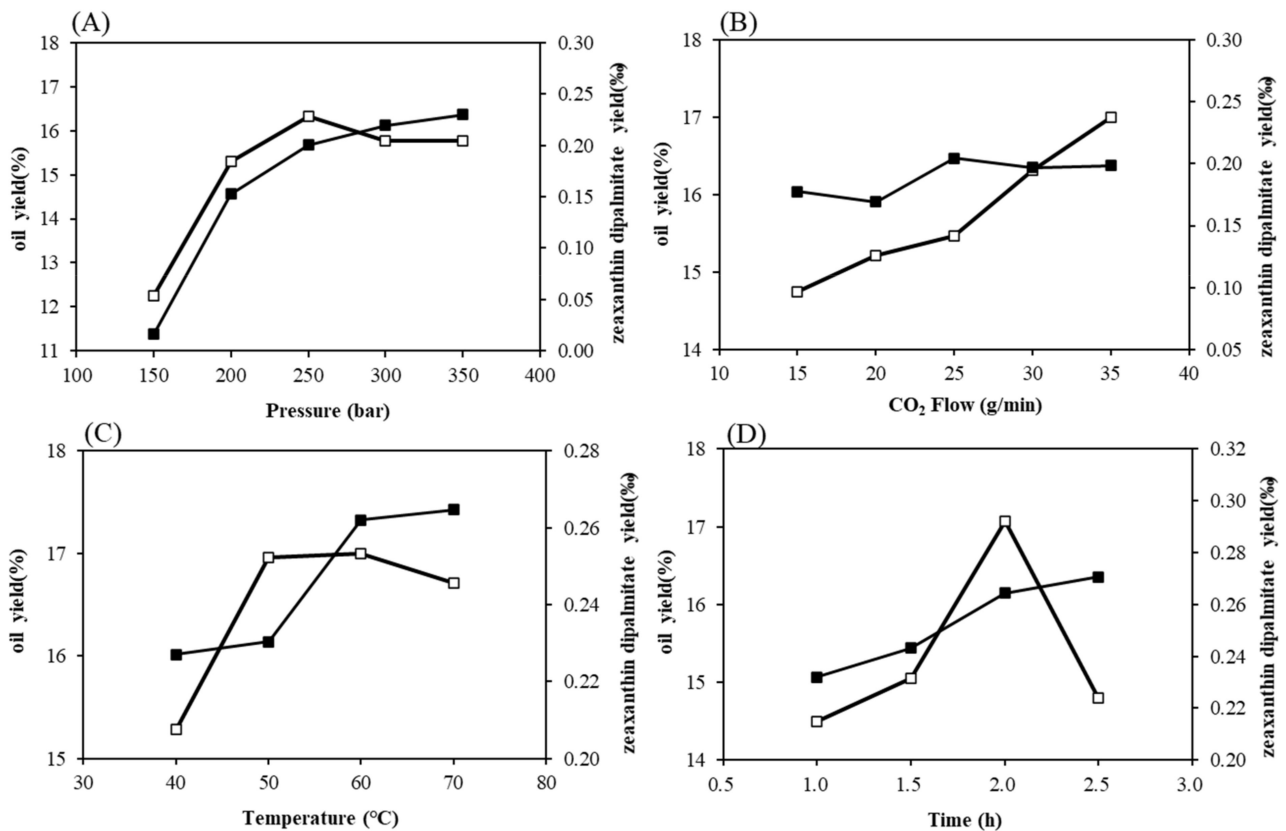 (A)
18
17
16
15
14
13
12
11
oil yield(%)
0.30
0.25
0.20
0.15
0.10
0.05
0.00
zeaxanthin dipalmitate yield(‰)
100 150 200 250 300 350 400
Pressure (bar)
(B)
18
17
16
15
14
oil yield(%)
0.30
0.25
0.20
0.15
0.10
0.05
zeaxanthin dipalmitate yield(‰)
10 15 20 25 30 35 40
CO₂ Flow (g/min)
(C)
18
17
16
15
oil yield(%)
0.28
0.26
0.24
0.22
0.20
zeaxanthin dipalmitate yield(‰)
30 40 50 60 70 80
Temperature (°C)
(D)
18
17
16
15
14
oil yield(%)
0.32
0.30
0.28
0.26
0.24
0.22
0.20
zeaxanthin dipalmitate yield(‰)
0.5 1.0 1.5 2.0 2.5 3.0
Time (h)